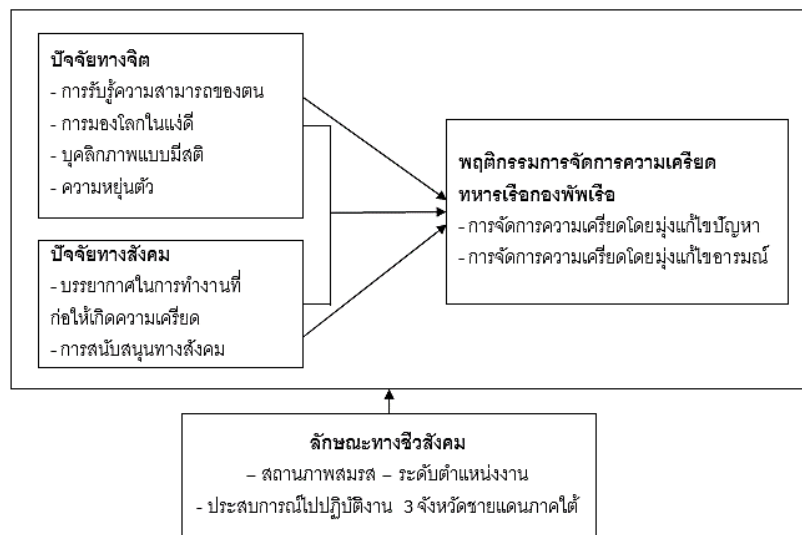 ปัจจัยทางจิต
- การรับรู้ความสามารถของตน
- การมองโลกในแง่ดี
- บุคลิกภาพแบบมีสติ
- ความหยุ่นตัว
ปัจจัยทางสังคม
- บรรยากาศในการทำงานที่
ก่อให้เกิดความเครียด
- การสนับสนุนทางสังคม
พฤติกรรมการจัดการความเครียด
ทหารเรือกองทัพเรือ
- การจัดการความเครียดโดยมุ่งแก้ไขปัญหา
- การจัดการความเครียดโดยมุ่งแก้ไขอารมณ์
ลักษณะทางชีวสังคม
– สถานภาพสมรส – ระดับตำแหน่งงาน
- ประสบการณ์ไปปฏิบัติงาน 3 จังหวัดชายแดนภาคใต้